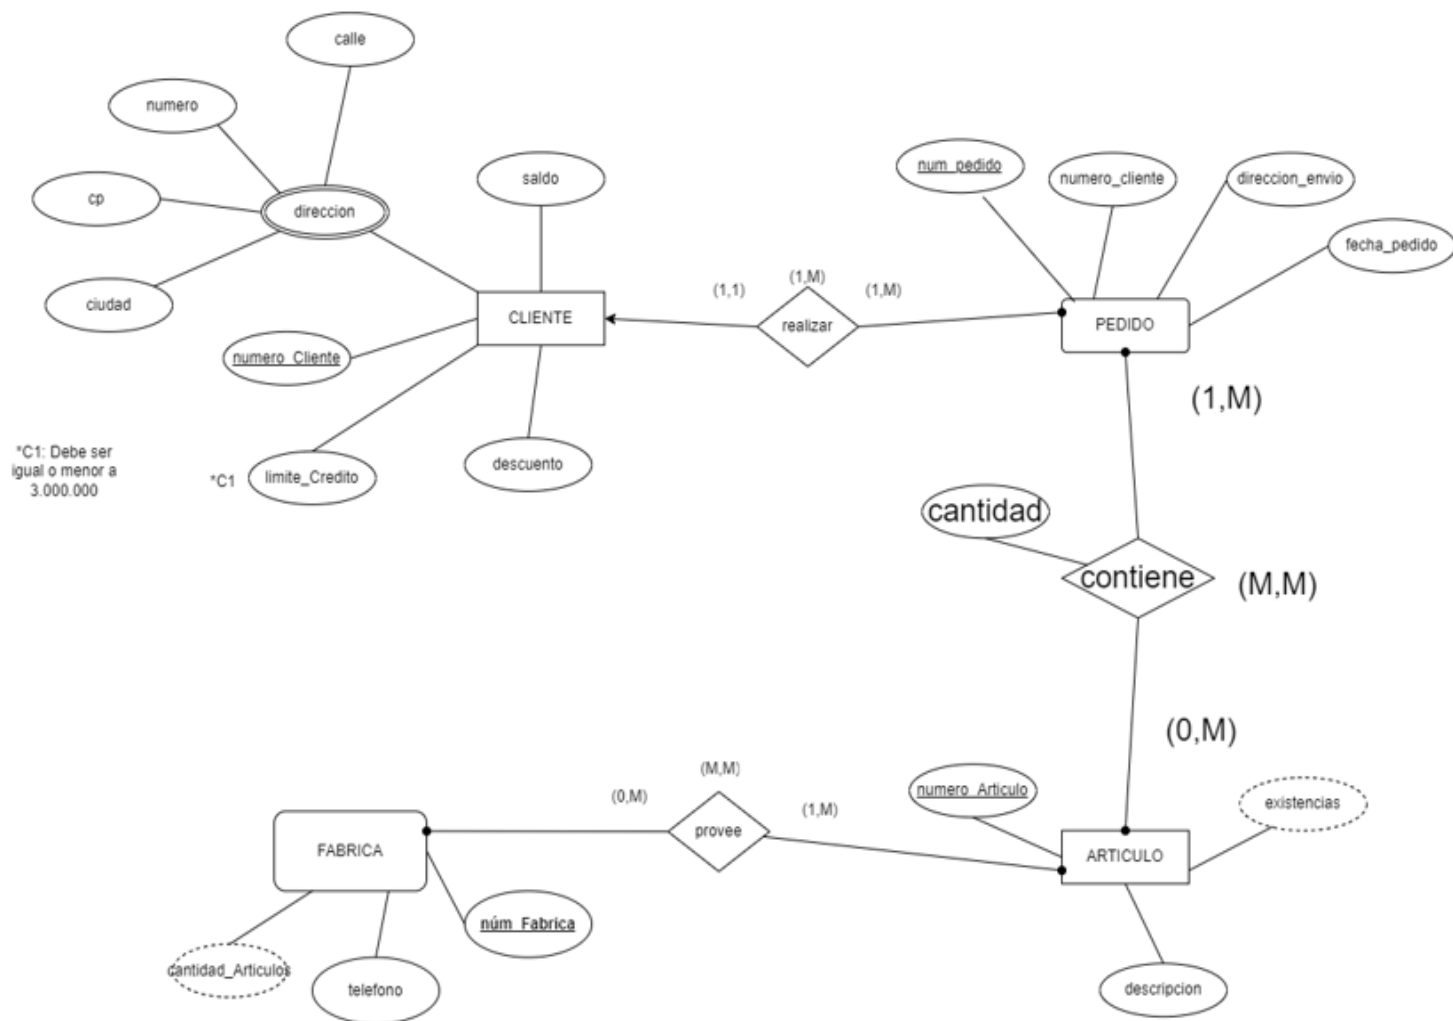 calle
numero
cp
direccion
ciudad
saldo
num_pedido
numero_cliente
direccion_envio
fecha_pedido
CLIENTE
(1,1)
(1,M)
(1,M)
realizar
PEDIDO
numero_Cliente
*C1: Debe ser
igual o menor a
3.000.000
*C1
limite_Credito
descuento
(1,M)
cantidad
contiene
(M,M)
(0,M)
FABRICA
(0,M)
(M,M)
provee
(1,M)
numero_Articulo
existencias
ARTICULO
núm_Fabrica
cantidad_Articulos
telefono
descripcion